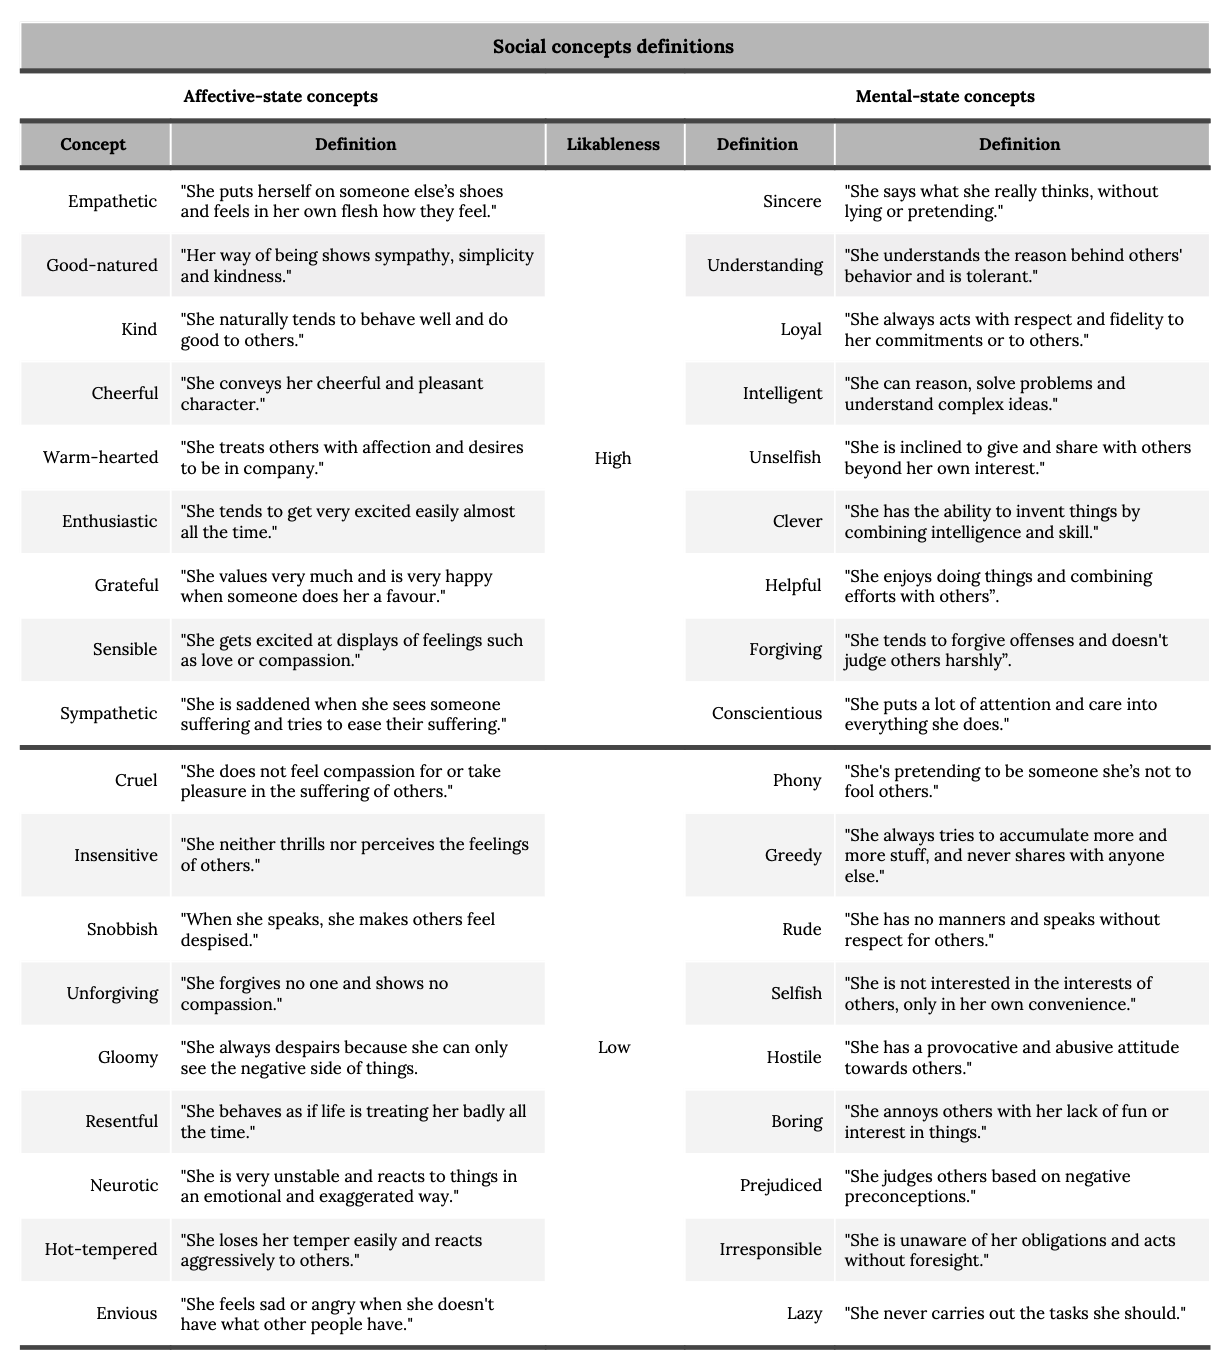 Social concepts definitions
Affective-state concepts
Mental-state concepts
Concept
Definition
Likableness
Definition
Definition
Empathetic
"She puts herself on someone else’s shoes
and feels in her own flesh how they feel."
Sincere
"She says what she really thinks, without
lying or pretending."
Good-natured
"Her way of being shows sympathy, simplicity
and kindness."
Understanding
"She understands the reason behind others'
behavior and is tolerant."
Kind
"She naturally tends to behave well and do
good to others."
Loyal
"She always acts with respect and fidelity to
her commitments or to others."
Cheerful
"She conveys her cheerful and pleasant
character."
Intelligent
"She can reason, solve problems and
understand complex ideas."
Warm-hearted
"She treats others with affection and desires
to be in company."
High
Unselfish
"She is inclined to give and share with others
beyond her own interest."
Enthusiastic
"She tends to get very excited easily almost
all the time."
Clever
"She has the ability to invent things by
combining intelligence and skill."
Grateful
"She values very much and is very happy
when someone does her a favour."
Helpful
"She enjoys doing things and combining
efforts with others”.
Sensible
"She gets excited at displays of feelings such
as love or compassion."
Forgiving
"She tends to forgive offenses and doesn't
judge others harshly”.
Sympathetic
"She is saddened when she sees someone
suffering and tries to ease their suffering."
Conscientious
"She puts a lot of attention and care into
everything she does."
Cruel
"She does not feel compassion for or take
pleasure in the suffering of others."
Phony
"She's pretending to be someone she’s not to
fool others."
Insensitive
"She neither thrills nor perceives the feelings
of others."
Greedy
"She always tries to accumulate more and
more stuff, and never shares with anyone
else."
Snobbish
"When she speaks, she makes others feel
despised."
Rude
"She has no manners and speaks without
respect for others."
Unforgiving
"She forgives no one and shows no
compassion."
Selfish
"She is not interested in the interests of
others, only in her own convenience."
Gloomy
"She always despairs because she can only
see the negative side of things.
Low
Hostile
"She has a provocative and abusive attitude
towards others."
Resentful
"She behaves as if life is treating her badly all
the time."
Boring
"She annoys others with her lack of fun or
interest in things."
Neurotic
"She is very unstable and reacts to things in
an emotional and exaggerated way."
Prejudiced
"She judges others based on negative
preconceptions."
Hot-tempered
"She loses her temper easily and reacts
aggressively to others."
Irresponsible
"She is unaware of her obligations and acts
without foresight."
Envious
"She feels sad or angry when she doesn't
have what other people have."
Lazy
"She never carries out the tasks she should."